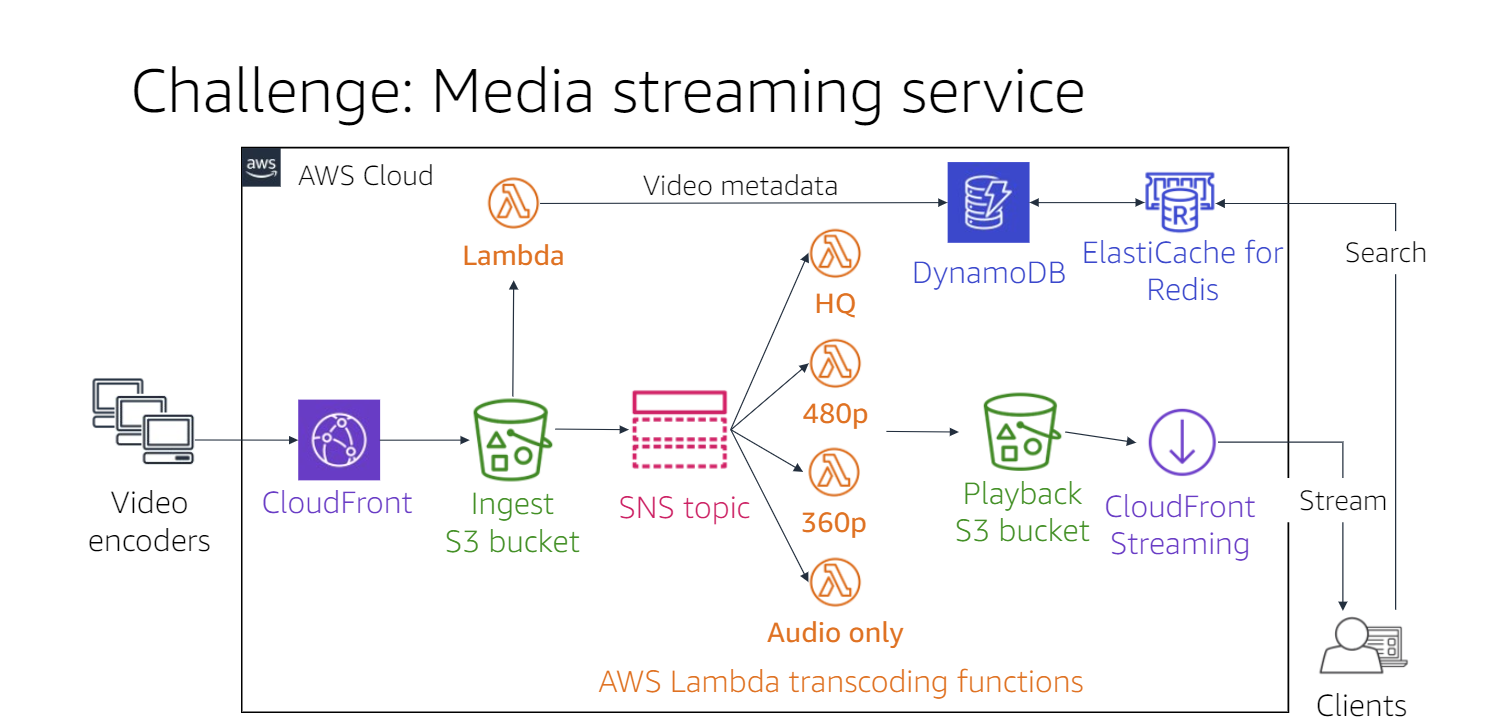 Challenge: Media streaming service
aws
AWS Cloud
Video metadata
Lambda
DynamoDB
R
ElastiCache for
Redis
Search
HQ
480p
Video
encoders
CloudFront
Ingest
S3 bucket
SNS topic
360p
Playback
S3 bucket
CloudFront
Streaming
Stream
Audio only
AWS Lambda transcoding functions
Clients